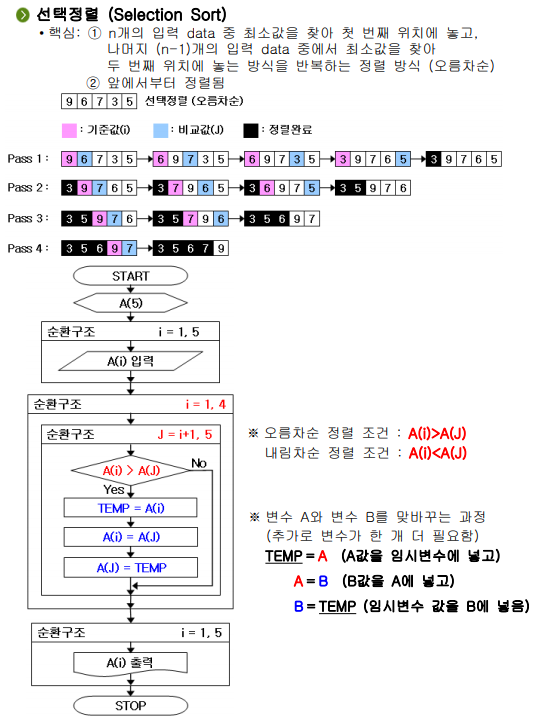 선택정렬 (Selection Sort)
• 핵심: ① n개의 입력 data 중 최소값을 찾아 첫 번째 위치에 놓고,
나머지 (n-1)개의 입력 data 중에서 최소값을 찾아
두 번째 위치에 놓는 방식을 반복하는 정렬 방식 (오름차순)
② 앞에서부터 정렬됨
9 6 7 3 5 선택정렬 (오름차순)
: 기준값(i) : 비교값(J) : 정렬완료
Pass 1 : 9 6 7 3 5 6 9 7 3 5 6 9 7 3 5 3 9 7 6 5 3 9 7 6 5
Pass 2 : 3 9 7 6 5 3 7 9 6 5 3 6 9 7 5 3 5 9 7 6
Pass 3 : 3 5 9 7 6 3 5 7 9 6 3 5 6 9 7
Pass 4 : 3 5 6 9 7 3 5 6 7 9
START
A(5)
순환구조 i = 1, 5
A(i) 입력
순환구조 i = 1, 4
순환구조 J = i+1, 5
A(i) > A(J)
No
Yes
TEMP = A(i)
A(i) = A(J)
A(J) = TEMP
순환구조 i = 1, 5
A(i) 출력
STOP
※ 오름차순 정렬 조건 : A(i)>A(J)
내림차순 정렬 조건 : A(i)<A(J)
※ 변수 A와 변수 B를 맞바꾸는 과정
(추가로 변수가 한 개 더 필요함)
TEMP = A (A값을 임시변수에 넣고)
A = B (B값을 A에 넣고)
B = TEMP (임시변수 값을 B에 넣음)